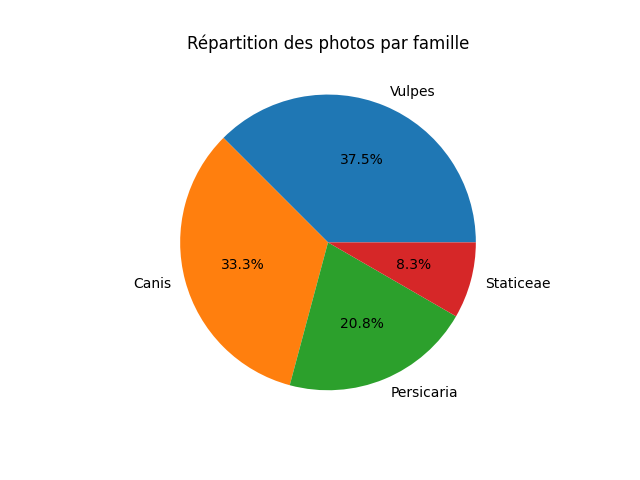 Répartition des photos par famille
Vulpes
37.5%
Canis
33.3%
8.3%
Staticeae
20.8%
Persicaria